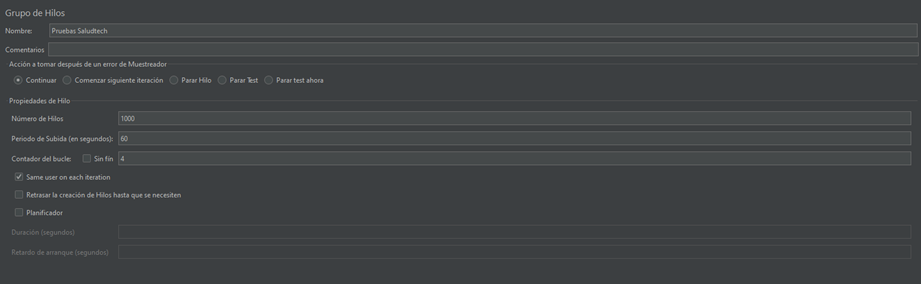 Grupo de Hilos
Nombre: Pruebas Saludtech
Comentarios
Acción a tomar después de un error de Muestreador
Continuar Comenzar siguiente iteración Parar Hilo Parar Test Parar test ahora
Propiedades de Hilo
Número de Hilos 1000
Periodo de Subida (en segundos): 60
Contador del bucle: Sin fín 4
Same user on each iteration
Retrasar la creación de Hilos hasta que se necesiten
Planificador
Duración (segundos)
Retardo de arranque (segundos)